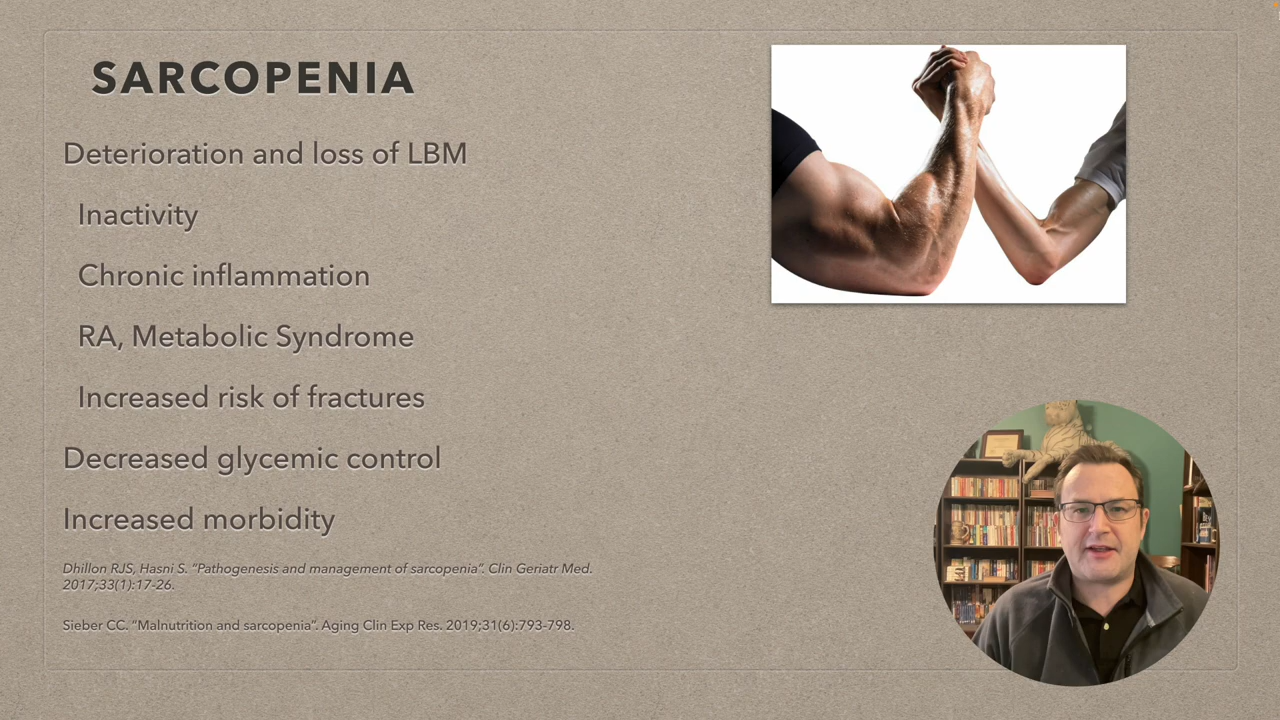 SARCOPENIA
Deterioration and loss of LBM
Inactivity
Chronic inflammation
RA, Metabolic Syndrome
Increased risk of fractures
Decreased glycemic control
Increased morbidity
Dhillon RJS, Hasni S. “Pathogenesis and management of sarcopenia”. Clin Geriatr Med.
2017;33(1):17-26.
Sieber CC. “Malnutrition and sarcopenia”. Aging Clin Exp Res. 2019;31(6):793-798.